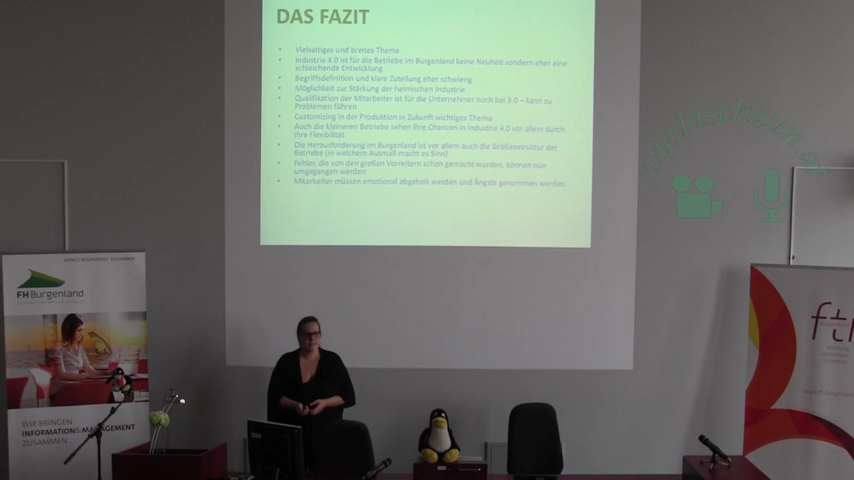 DAS FAZIT
• Vielseitiges und breites Thema
• Industrie 4.0 ist für die Betriebe im Burgenland keine Neuheit sondern eher eine
schleichende Entwicklung
• Begriffsdefinition und klare Zuteilung eher schwierig
• Möglichkeit zur Stärkung der heimischen Industrie
• Qualifikation der Mitarbeiter ist für die Unternehmer noch bei 3.0 – kann zu
Problemen führen
• Customizing in der Produktion in Zukunft wichtiges Thema
• Auch die kleineren Betriebe sehen ihre Chancen in Industrie 4.0 vor allem durch
ihre Flexibilität
• Die Herausforderung im Burgenland ist vor allem auch die Größenstruktur der
Betriebe (in welchem Ausmaß macht es Sinn)
• Fehler, die von den großen Vorreitern schon gemacht wurden, können nun
umgegangen werden
• Mitarbeiter müssen emotional abgeholt werden und Ängste genommen werden.
FH Burgenland
WIR BRINGEN
INFORMATION&MANAGEMENT
ZUSAMMEN